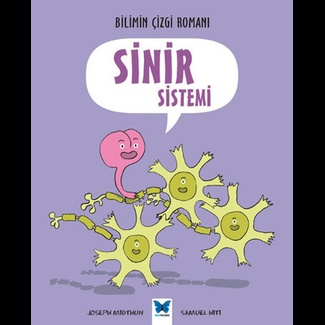 BİLİMİN ÇİZGİ ROMANI
SİNİR
SİSTEMİ
JOSEPH MIDTHUN
SAMUEL HITI